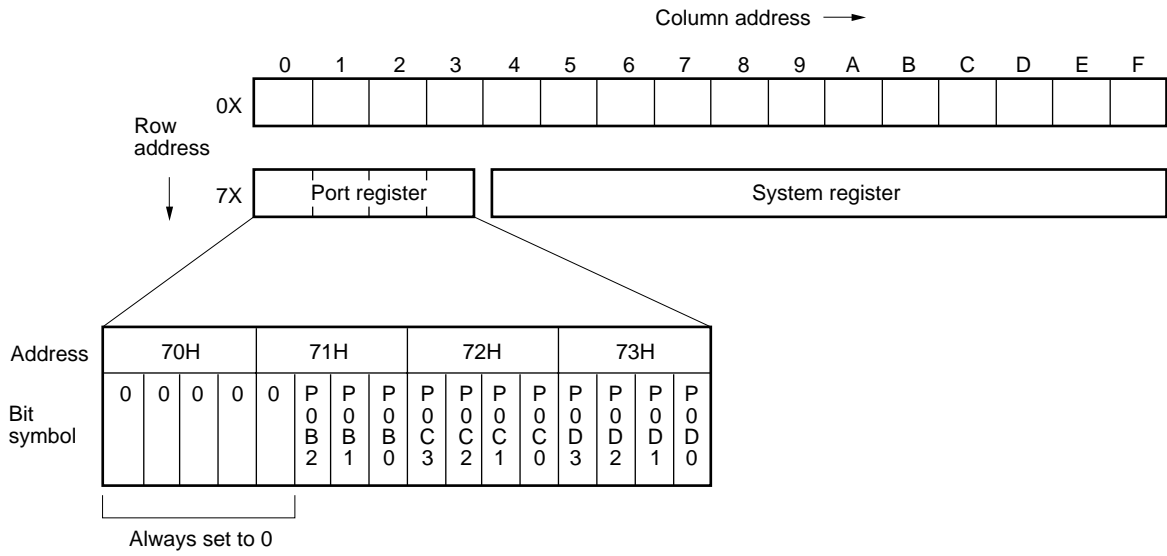 Column address
0 1 2 3 4 5 6 7 8 9 A B C D E F
0X
Row
address
7X Port register System register
Address 70H 71H 72H 73H
Bit
symbol
0 0 0 0 0 P0B2 P0B1 P0B0 P0C3 P0C2 P0C1 P0C0 P0D3 P0D2 P0D1 P0D0
Always set to 0